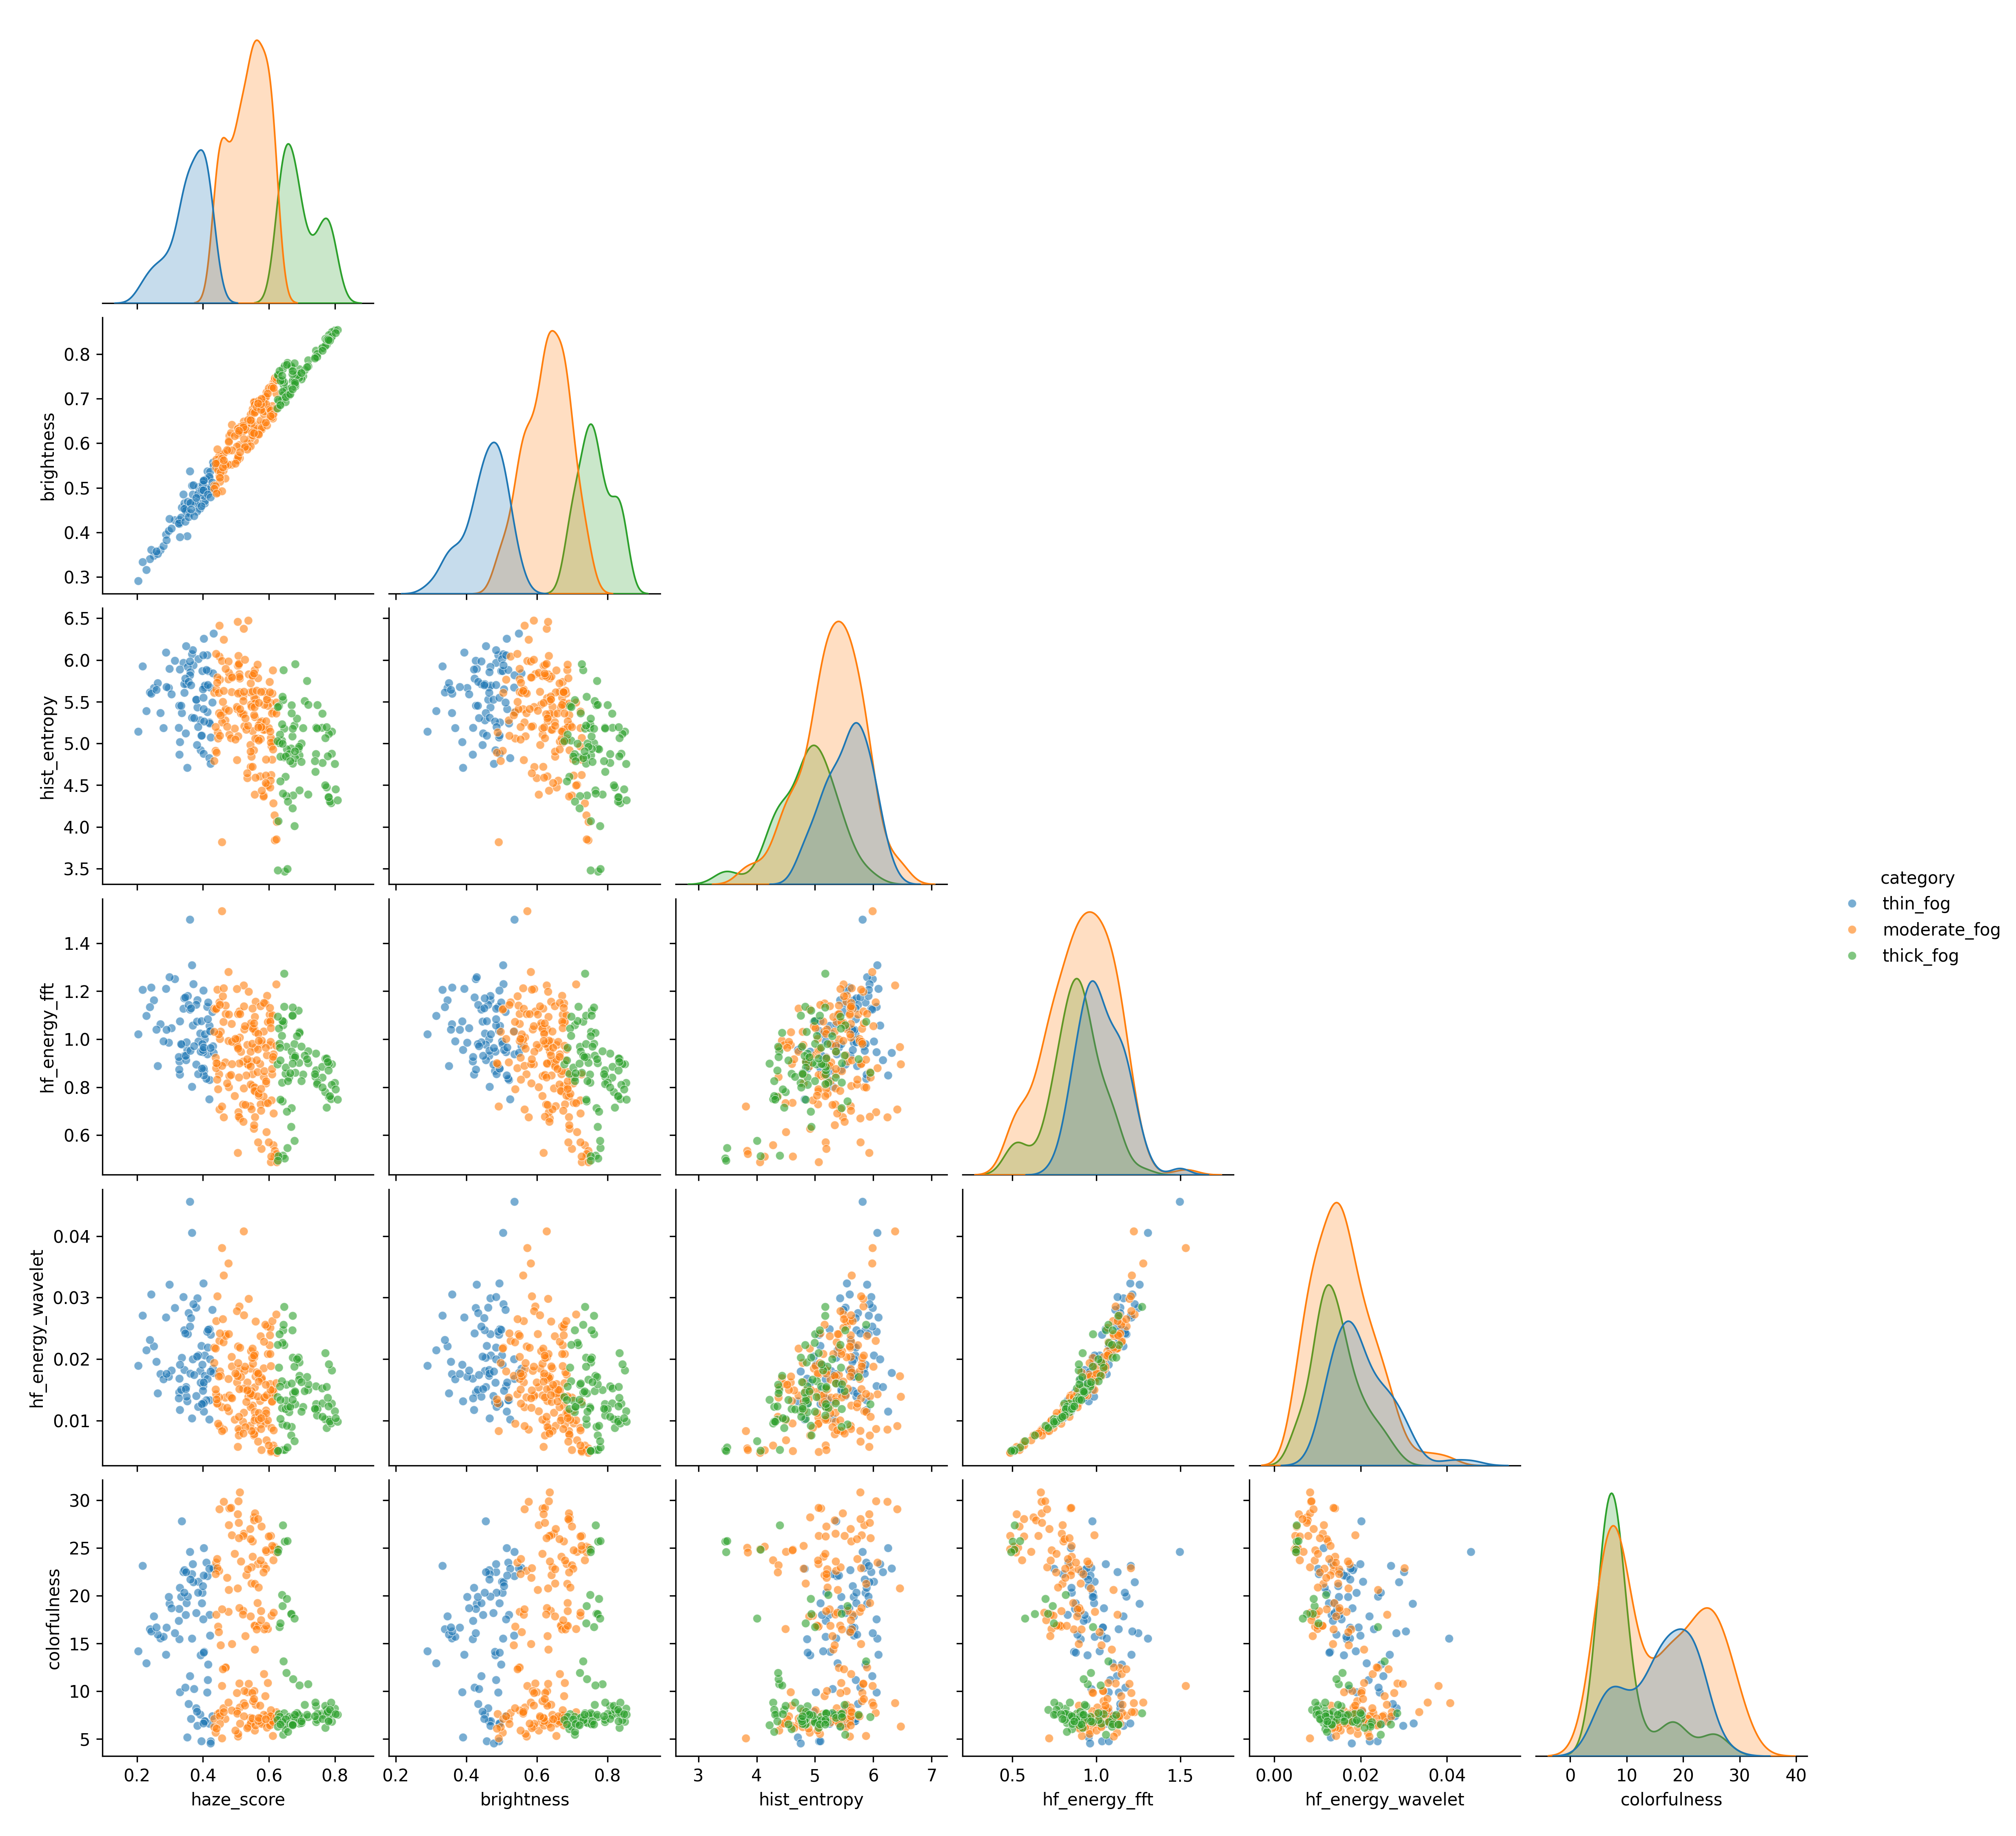 brightness
0.8
0.7
0.6
0.5
0.4
0.3
hist_entropy
6.5
6.0
5.5
5.0
4.5
4.0
3.5
category
thin_fog
moderate_fog
thick_fog
hf_energy_fft
1.4
1.2
1.0
0.8
0.6
hf_energy_wavelet
0.04
0.03
0.02
0.01
colorfulness
30
25
20
15
10
5
0.2 0.4 0.6 0.8 0.2 0.4 0.6 0.8 3 4 5 6 7 0.5 1.0 1.5 0.00 0.02 0.04 0 10 20 30 40
haze_score brightness hist_entropy hf_energy_fft hf_energy_wavelet colorfulness